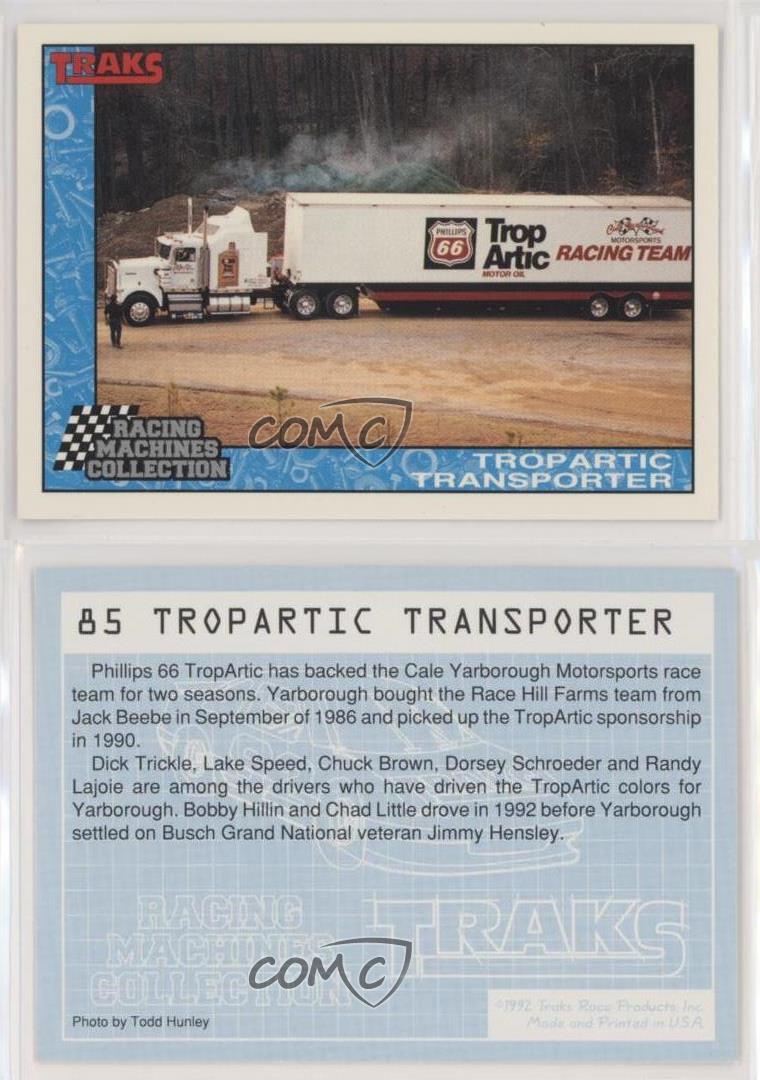 TRAKS
PHILLIPS
66
Trop
Artic
MOTOR OIL
MOTORSPORTS
RACING TEAM
RACING
MACHINES
COLLECTION
COMC
TROPARTIC
TRANSPORTER
85 TROPARTIC TRANSPORTER
Phillips 66 TropArtic has backed the Cale Yarborough Motorsports race
team for two seasons. Yarborough bought the Race Hill Farms team from
Jack Beebe in September of 1986 and picked up the TropArtic sponsorship
in 1990.
Dick Trickle, Lake Speed, Chuck Brown, Dorsey Schroeder and Randy
Lajoie are among the drivers who have driven the TropArtic colors for
Yarborough. Bobby Hillin and Chad Little drove in 1992 before Yarborough
settled on Busch Grand National veteran Jimmy Hensley.
RACING
MACHINES
COLLECTION
TRAKS
COMC
©1992 Traks Race Products, Inc.
Made and Printed in U.S.A.
Photo by Todd Hunley